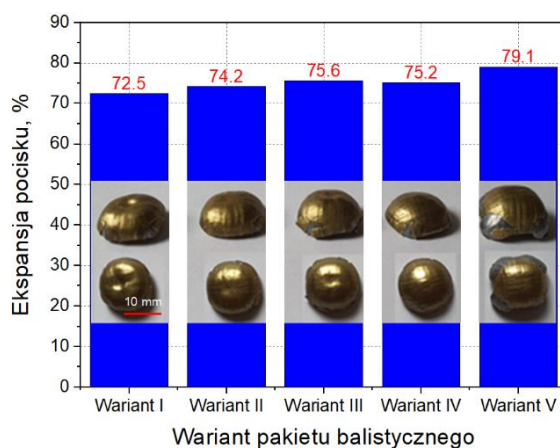 Ekspansja pocisku, %
90
80
70
60
50
40
30
20
10
0
72.5
74.2
75.6
75.2
79.1
10 mm
Wariant I
Wariant II
Wariant III
Wariant IV
Wariant V
Wariant pakietu balistycznego